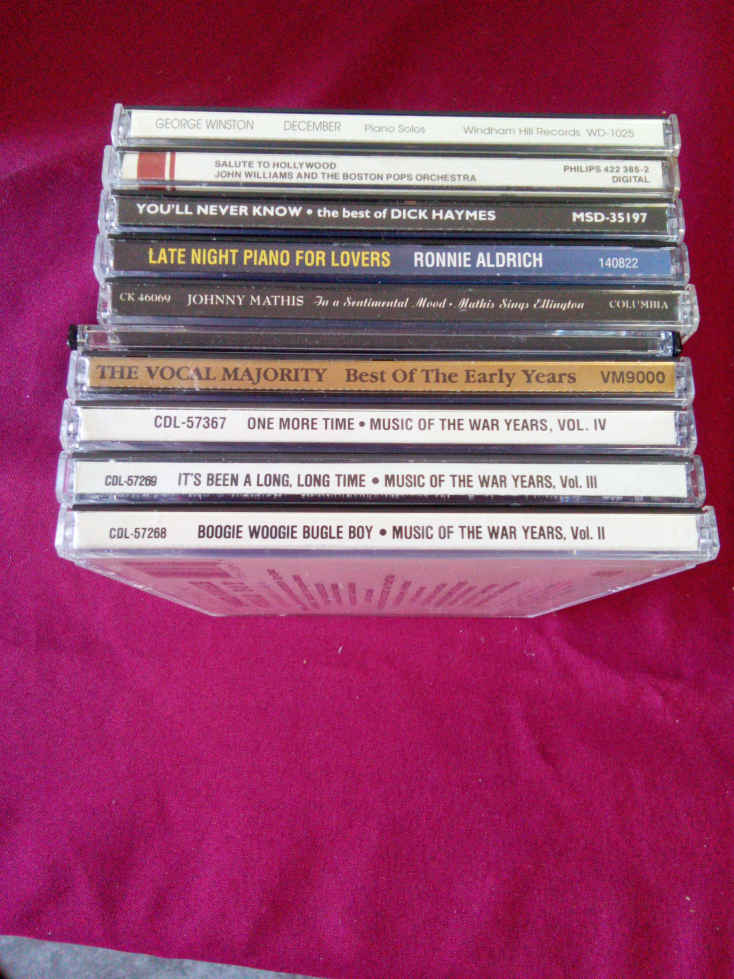 GEORGE WINSTON DECEMBER Piano Solos Windham Hill Records WD-1025
SALUTE TO HOLLYWOOD
JOHN WILLIAMS AND THE BOSTON POPS ORCHESTRA
PHILIPS 422 385-2
DIGITAL
YOU'LL NEVER KNOW • the best of DICK HAYMES MSD-35197
LATE NIGHT PIANO FOR LOVERS RONNIE ALDRICH 140822
CK 46069 JOHNNY MATHIS In a Sentimental Mood • Mathis Sings Ellington COLUMBIA
THE VOCAL MAJORITY Best Of The Early Years VM9000
CDL-57367 ONE MORE TIME • MUSIC OF THE WAR YEARS, VOL. IV
CDL-57269 IT'S BEEN A LONG, LONG TIME • MUSIC OF THE WAR YEARS, Vol. III
CDL-57268 BOOGIE WOOGIE BUGLE BOY • MUSIC OF THE WAR YEARS, Vol. II